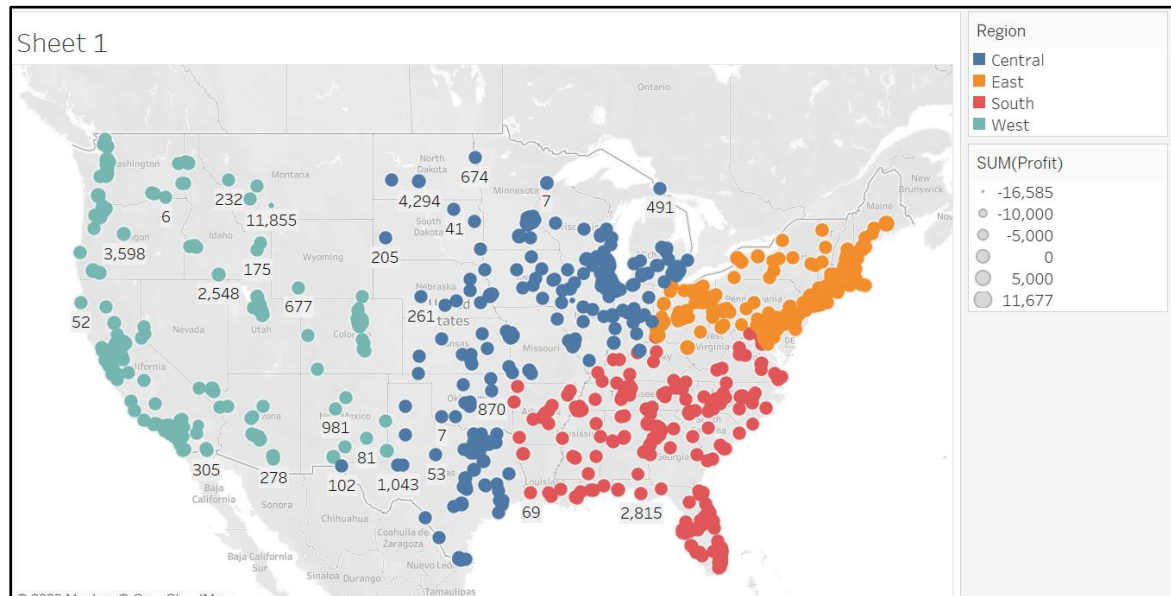 Sheet 1
Ontario
Washington
North
Dakota
Montana
Minnesota
674
New
Brunswick
232
4,294
7
491
Maine
6
11,855
South
Dakota
41
Idaho
3,598
205
175
Wyoming
2,548
677
Nebraska
261
52
Nevada
Utah
Missouri
West
Virginia
Pennsylvania
981
870
7
81
305
278
102
1,043
53
Georgia
69
2,815
Baja
California
Sonora
Chihuahua
Coahuila de
Zaragoza
Baja California
Sur
Sinaloa
Durango
Nuevo León
Tamaulipas
Region
Central
East
South
West
SUM(Profit)
-16,585
-10,000
-5,000
0
5,000
11,677